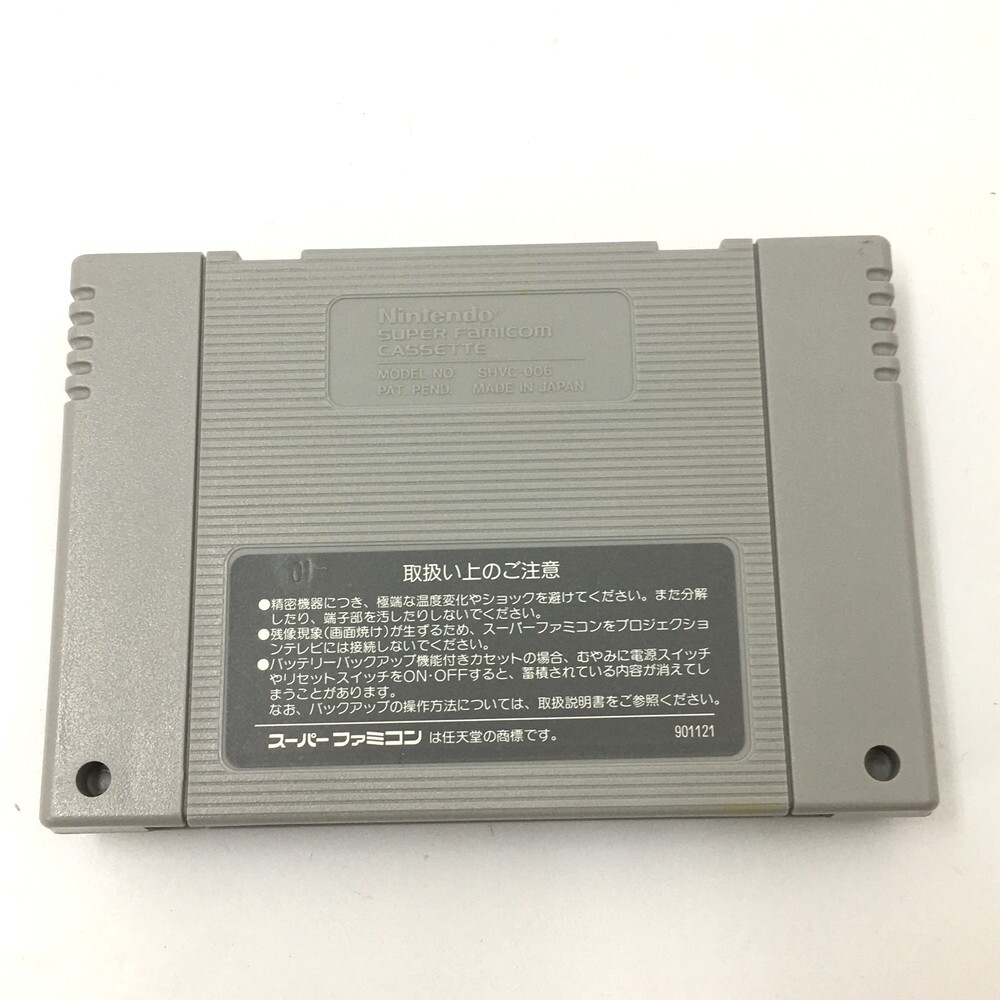 Nintendo®
SUPER FAMICOM
CASSETTE
MODEL NO. SHVC-006
PAT. PEND. MADE IN JAPAN
01
取扱い上のご注意
●精密機器につき、極端な温度変化やショックを避けてください。また分解
したり、端子部を汚したりしないでください。
●残像現象(画面焼け)が生ずるため、スーパーファミコンをプロジェクショ
ンテレビには接続しないでください。
●バッテリーバックアップ機能付きカセットの場合、むやみに電源スイッチ
やリセットスイッチをON・OFFすると、蓄積されている内容が消えてし
まうことがあります。
なお、バックアップの操作方法については、取扱説明書をご参照ください。
スーパーファミコン は任天堂の商標です。 901121